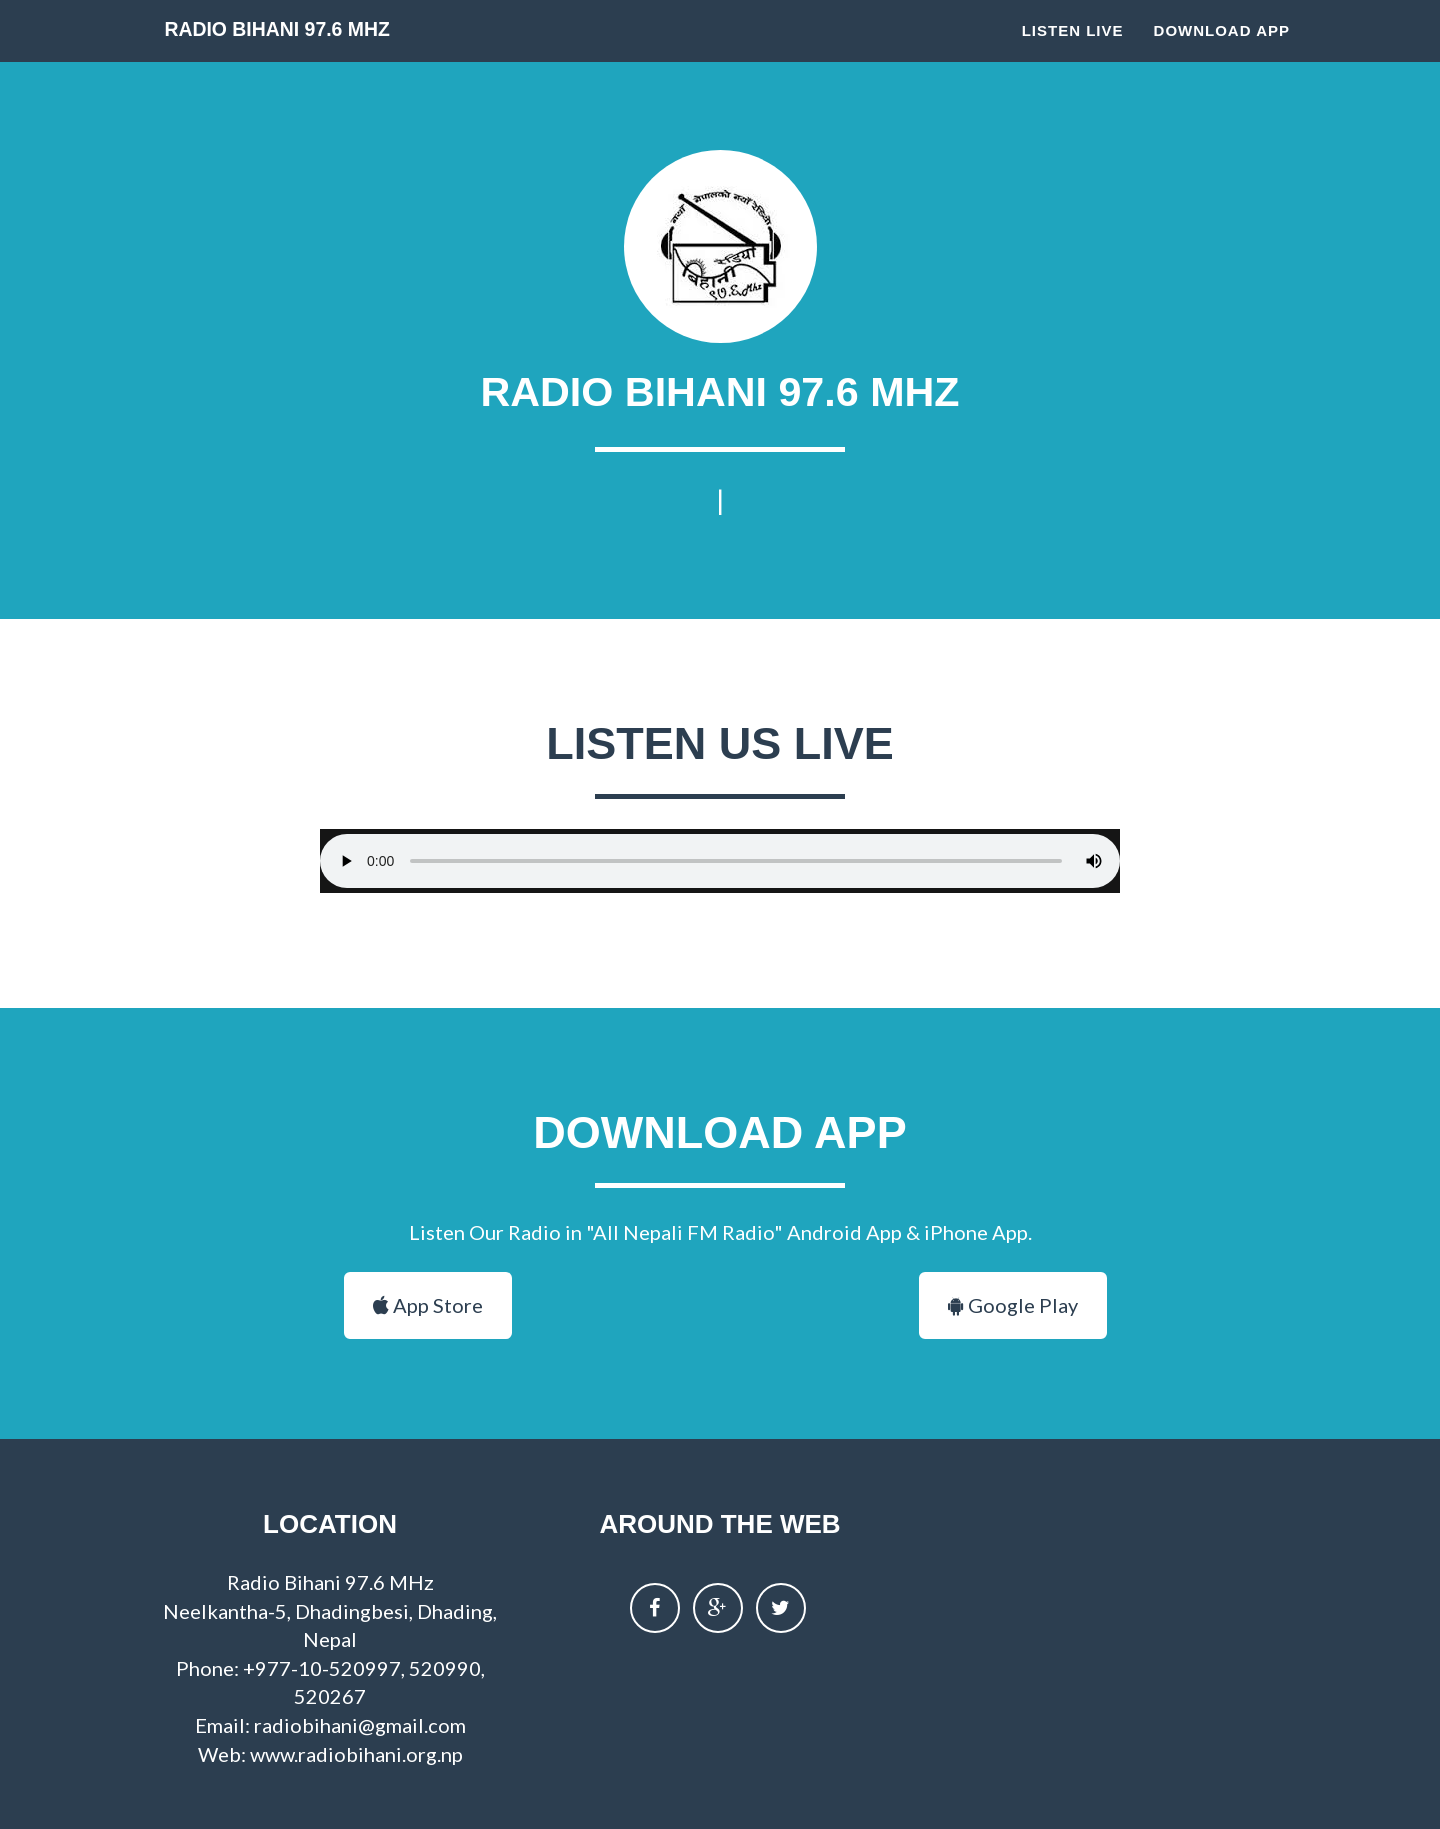 RADIO BIHANI 97.6 MHZ
LISTEN LIVE
DOWNLOAD APP
नयाँ नेपालको नयाँ रेडियो
रेडियो
बिहानी
९७.६ Mhz
RADIO BIHANI 97.6 MHZ
|
LISTEN US LIVE
0:00
DOWNLOAD APP
Listen Our Radio in "All Nepali FM Radio" Android App & iPhone App.
App Store
Google Play
LOCATION
Radio Bihani 97.6 MHz
Neelkantha-5, Dhadingbesi, Dhading,
Nepal
Phone: +977-10-520997, 520990,
520267
Email: radiobihani@gmail.com
Web: www.radiobihani.org.np
AROUND THE WEB